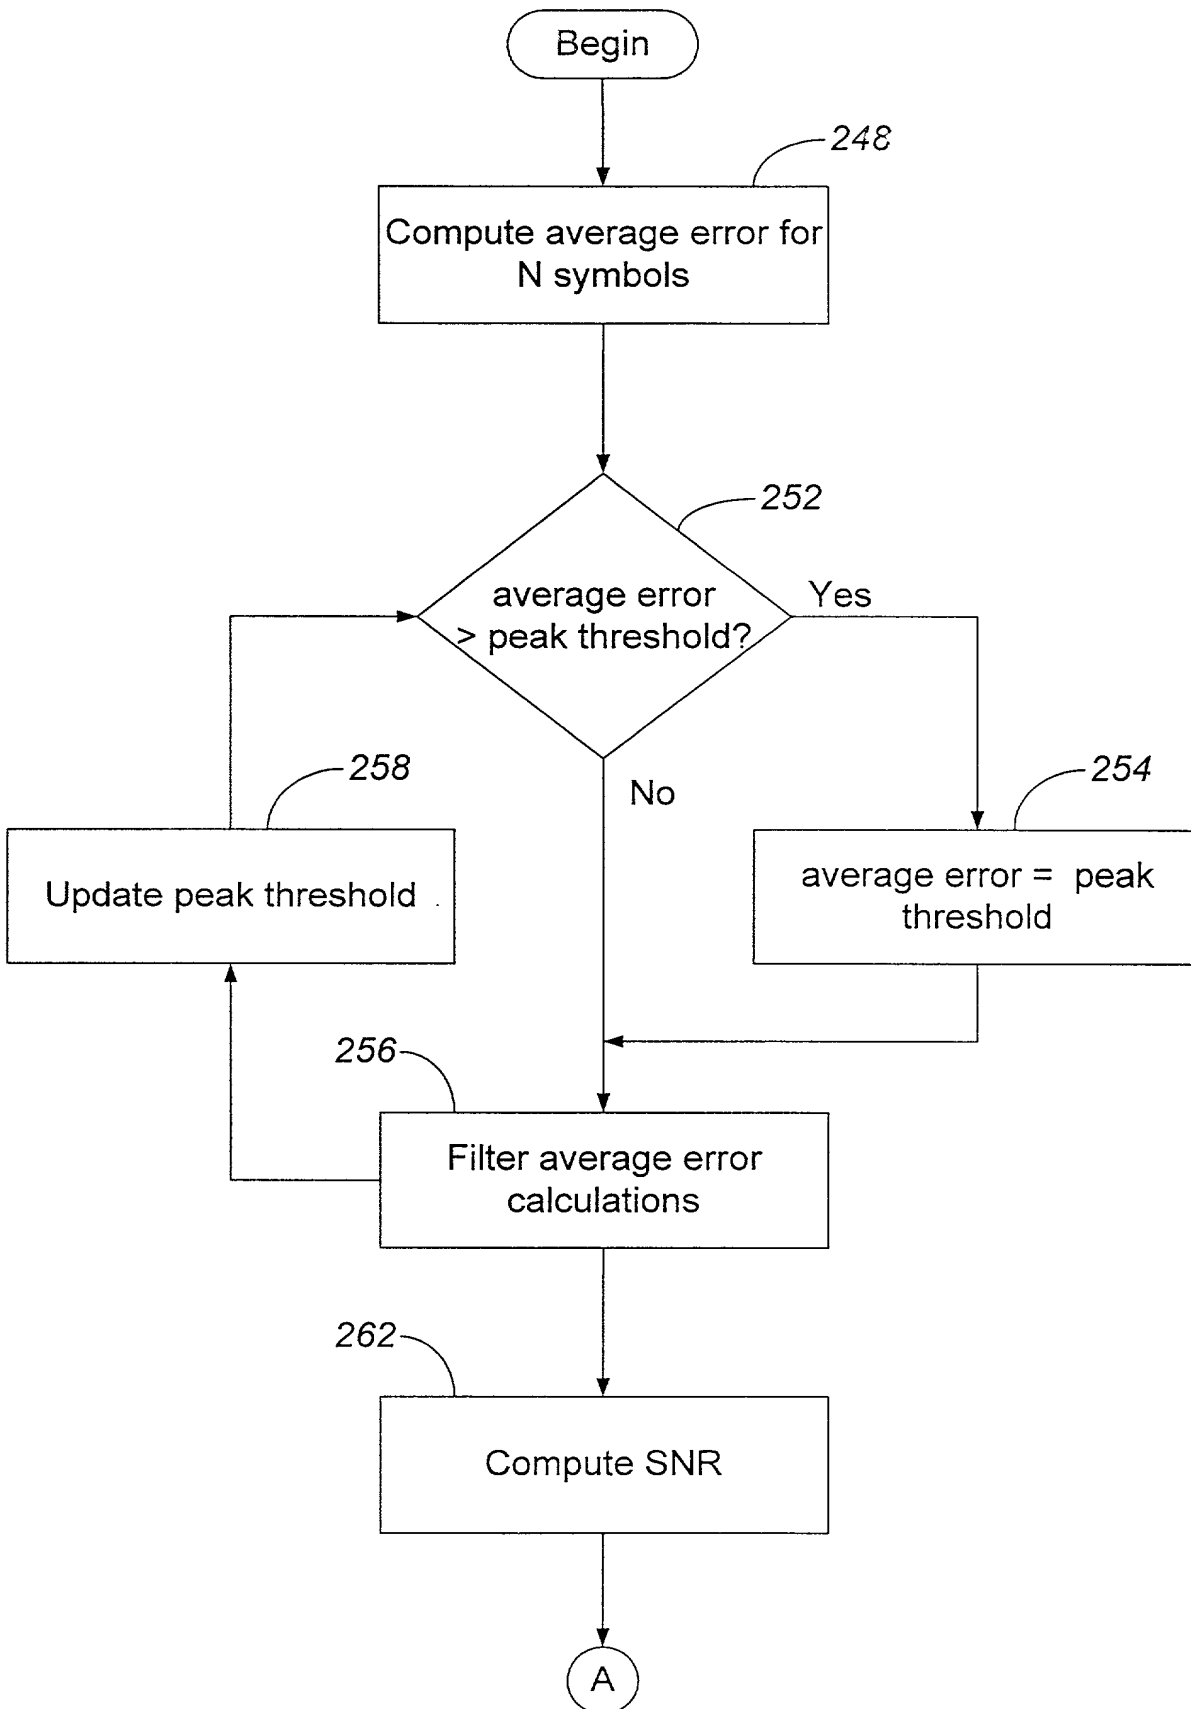 Begin
248
Compute average error for
N symbols
252
average error
> peak threshold?
Yes
No
258
Update peak threshold
254
average error = peak
threshold
256
Filter average error
calculations
262
Compute SNR
A